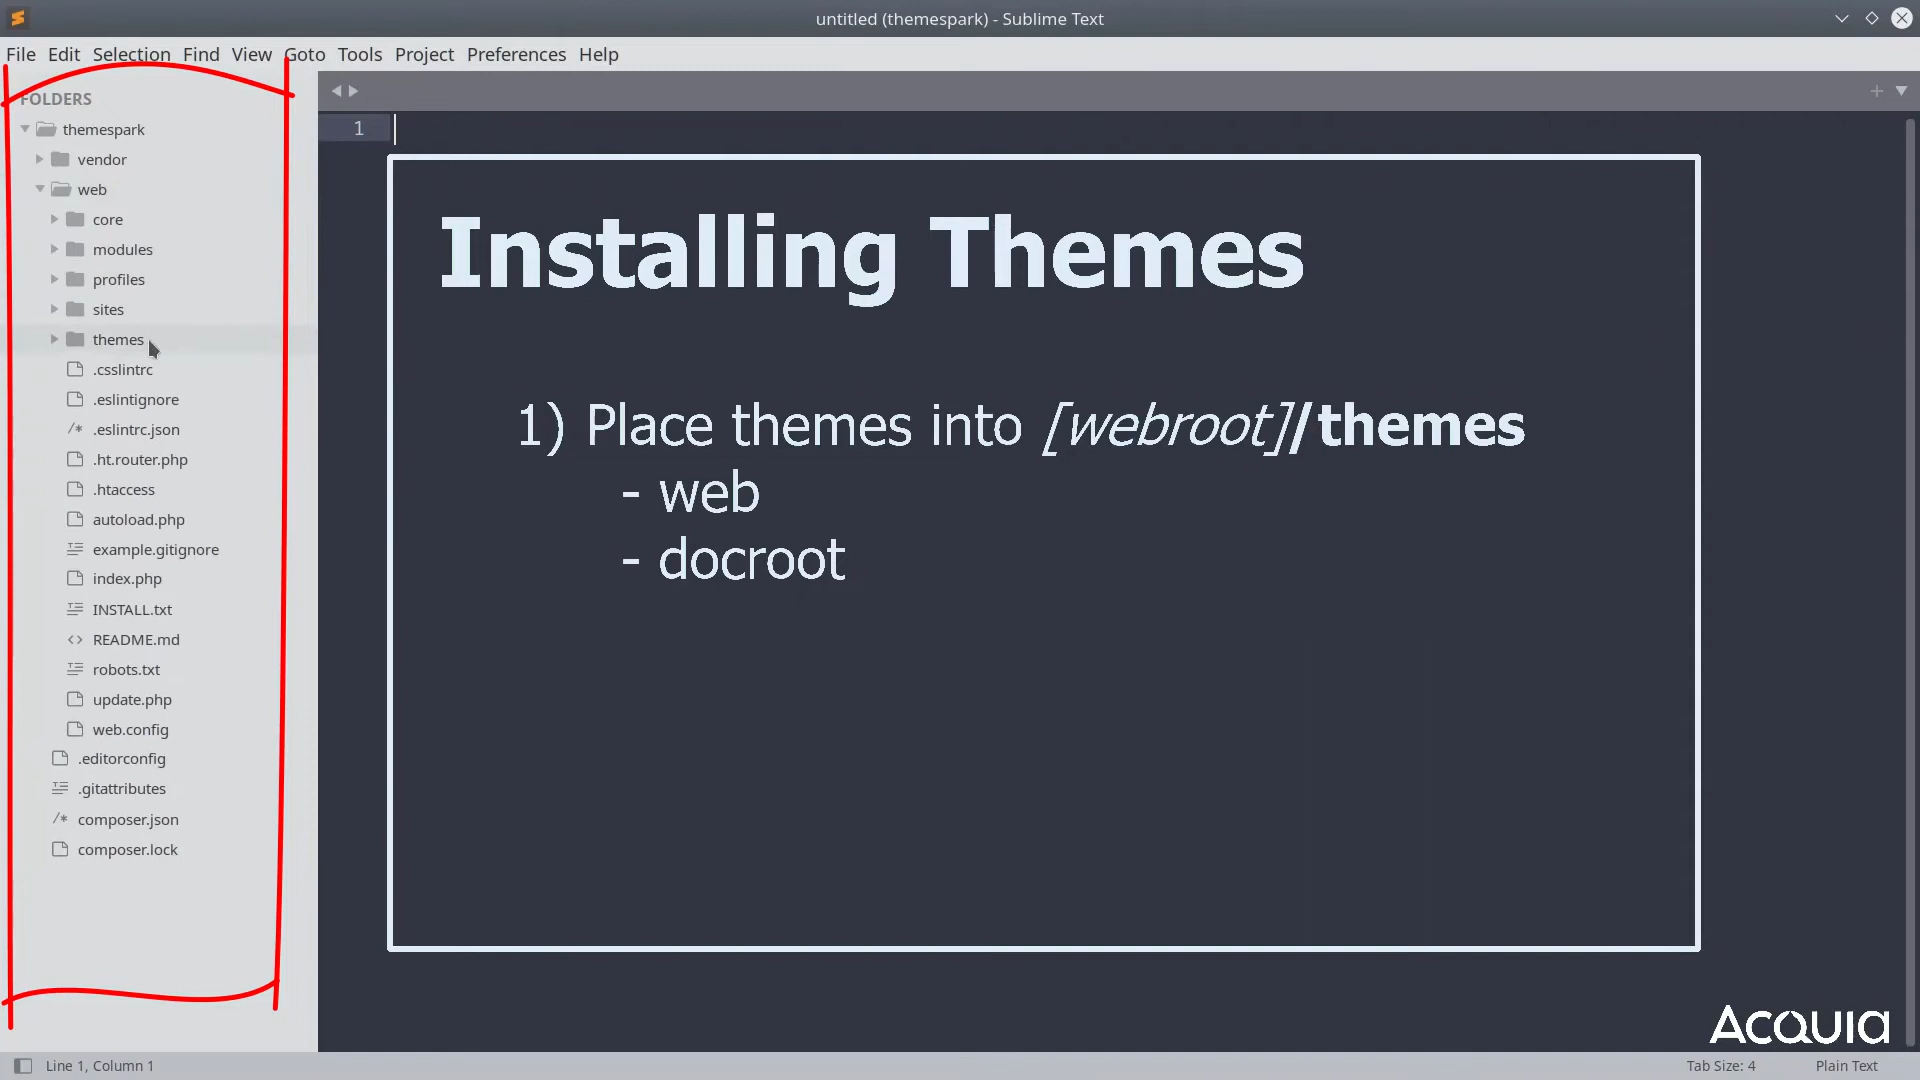 untitled (themespark) - Sublime Text
File Edit Selection Find View Goto Tools Project Preferences Help
FOLDERS
themespark
vendor
web
core
modules
profiles
sites
themes
.csslintrc
.eslintignore
/* .eslintrc.json
.ht.router.php
.htaccess
autoload.php
example.gitignore
index.php
INSTALL.txt
<> README.md
robots.txt
update.php
web.config
.editorconfig
.gitattributes
/* composer.json
composer.lock
1
Installing Themes
1) Place themes into [webroot]/themes
- web
- docroot
Acquia
Line 1, Column 1
Tab Size: 4
Plain Text